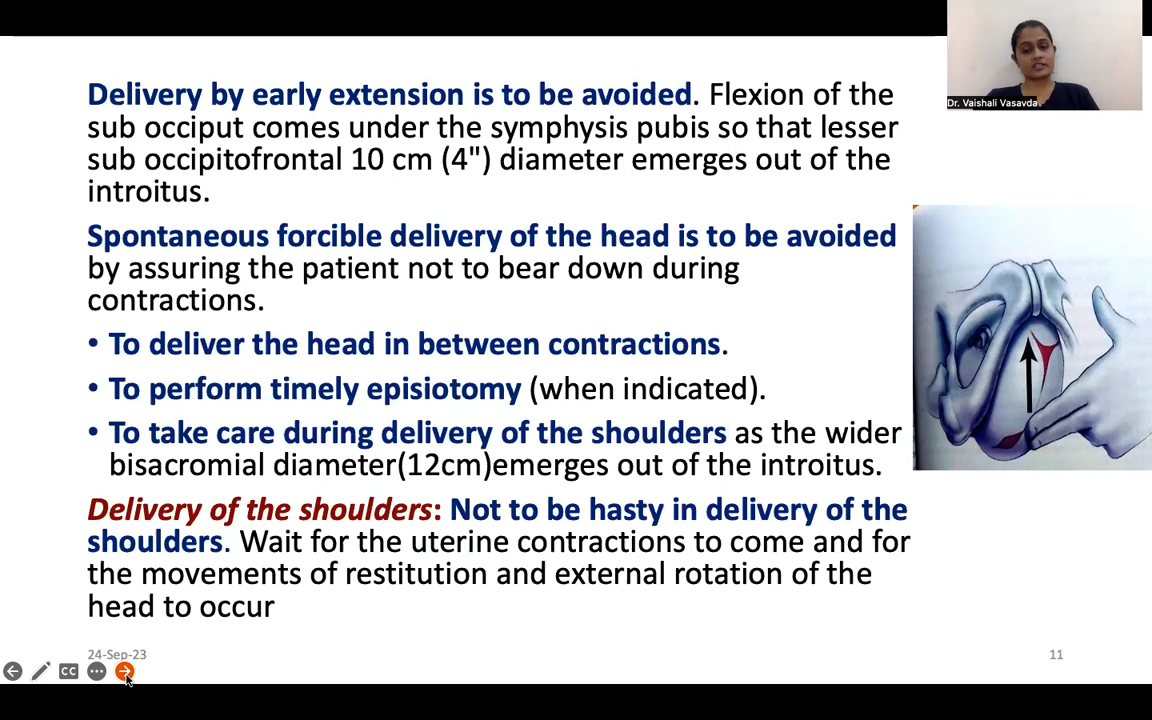 Dr. Vaishali Vasavda
Delivery by early extension is to be avoided. Flexion of the
sub occiput comes under the symphysis pubis so that lesser
sub occipitofrontal 10 cm (4") diameter emerges out of the
introitus.
Spontaneous forcible delivery of the head is to be avoided
by assuring the patient not to bear down during
contractions.
• To deliver the head in between contractions.
• To perform timely episiotomy (when indicated).
• To take care during delivery of the shoulders as the wider
bisacromial diameter(12cm)emerges out of the introitus.
Delivery of the shoulders: Not to be hasty in delivery of the
shoulders. Wait for the uterine contractions to come and for
the movements of restitution and external rotation of the
head to occur
24-Sep-23
11
CC